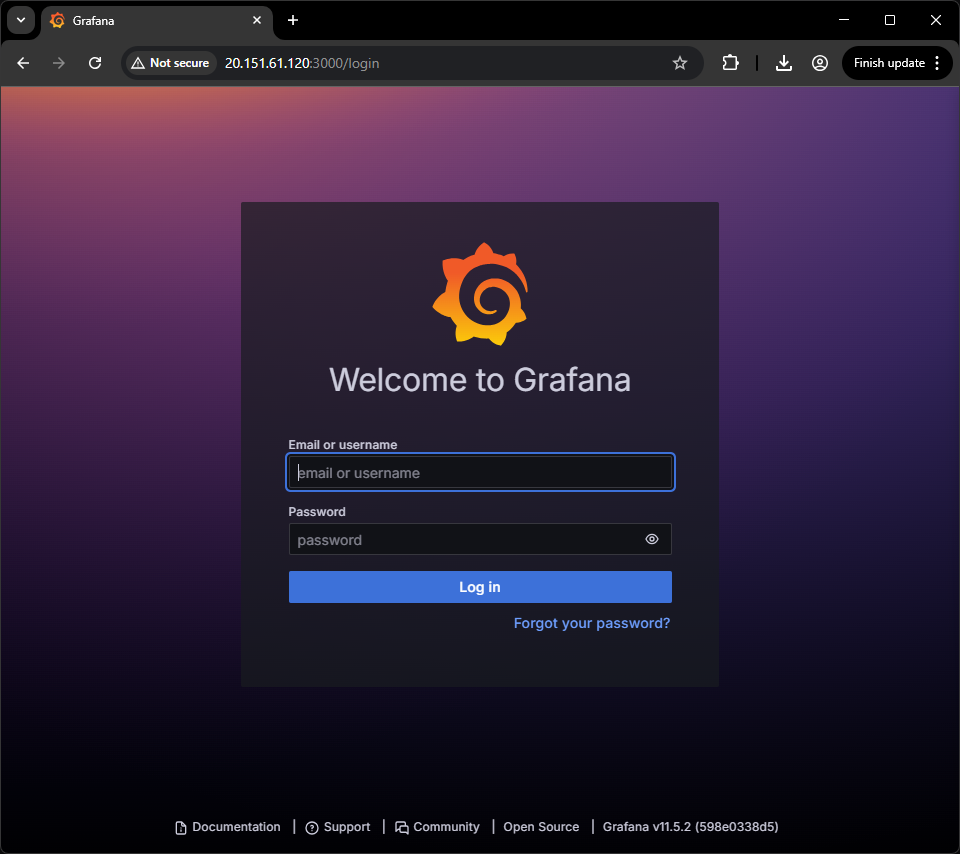 Grafana
Not secure 20.151.61.120:3000/login Finish update
Welcome to Grafana
Email or username
email or username
Password
password
Log in
Forgot your password?
Documentation | Support | Community | Open Source | Grafana v11.5.2 (598e0338d5)